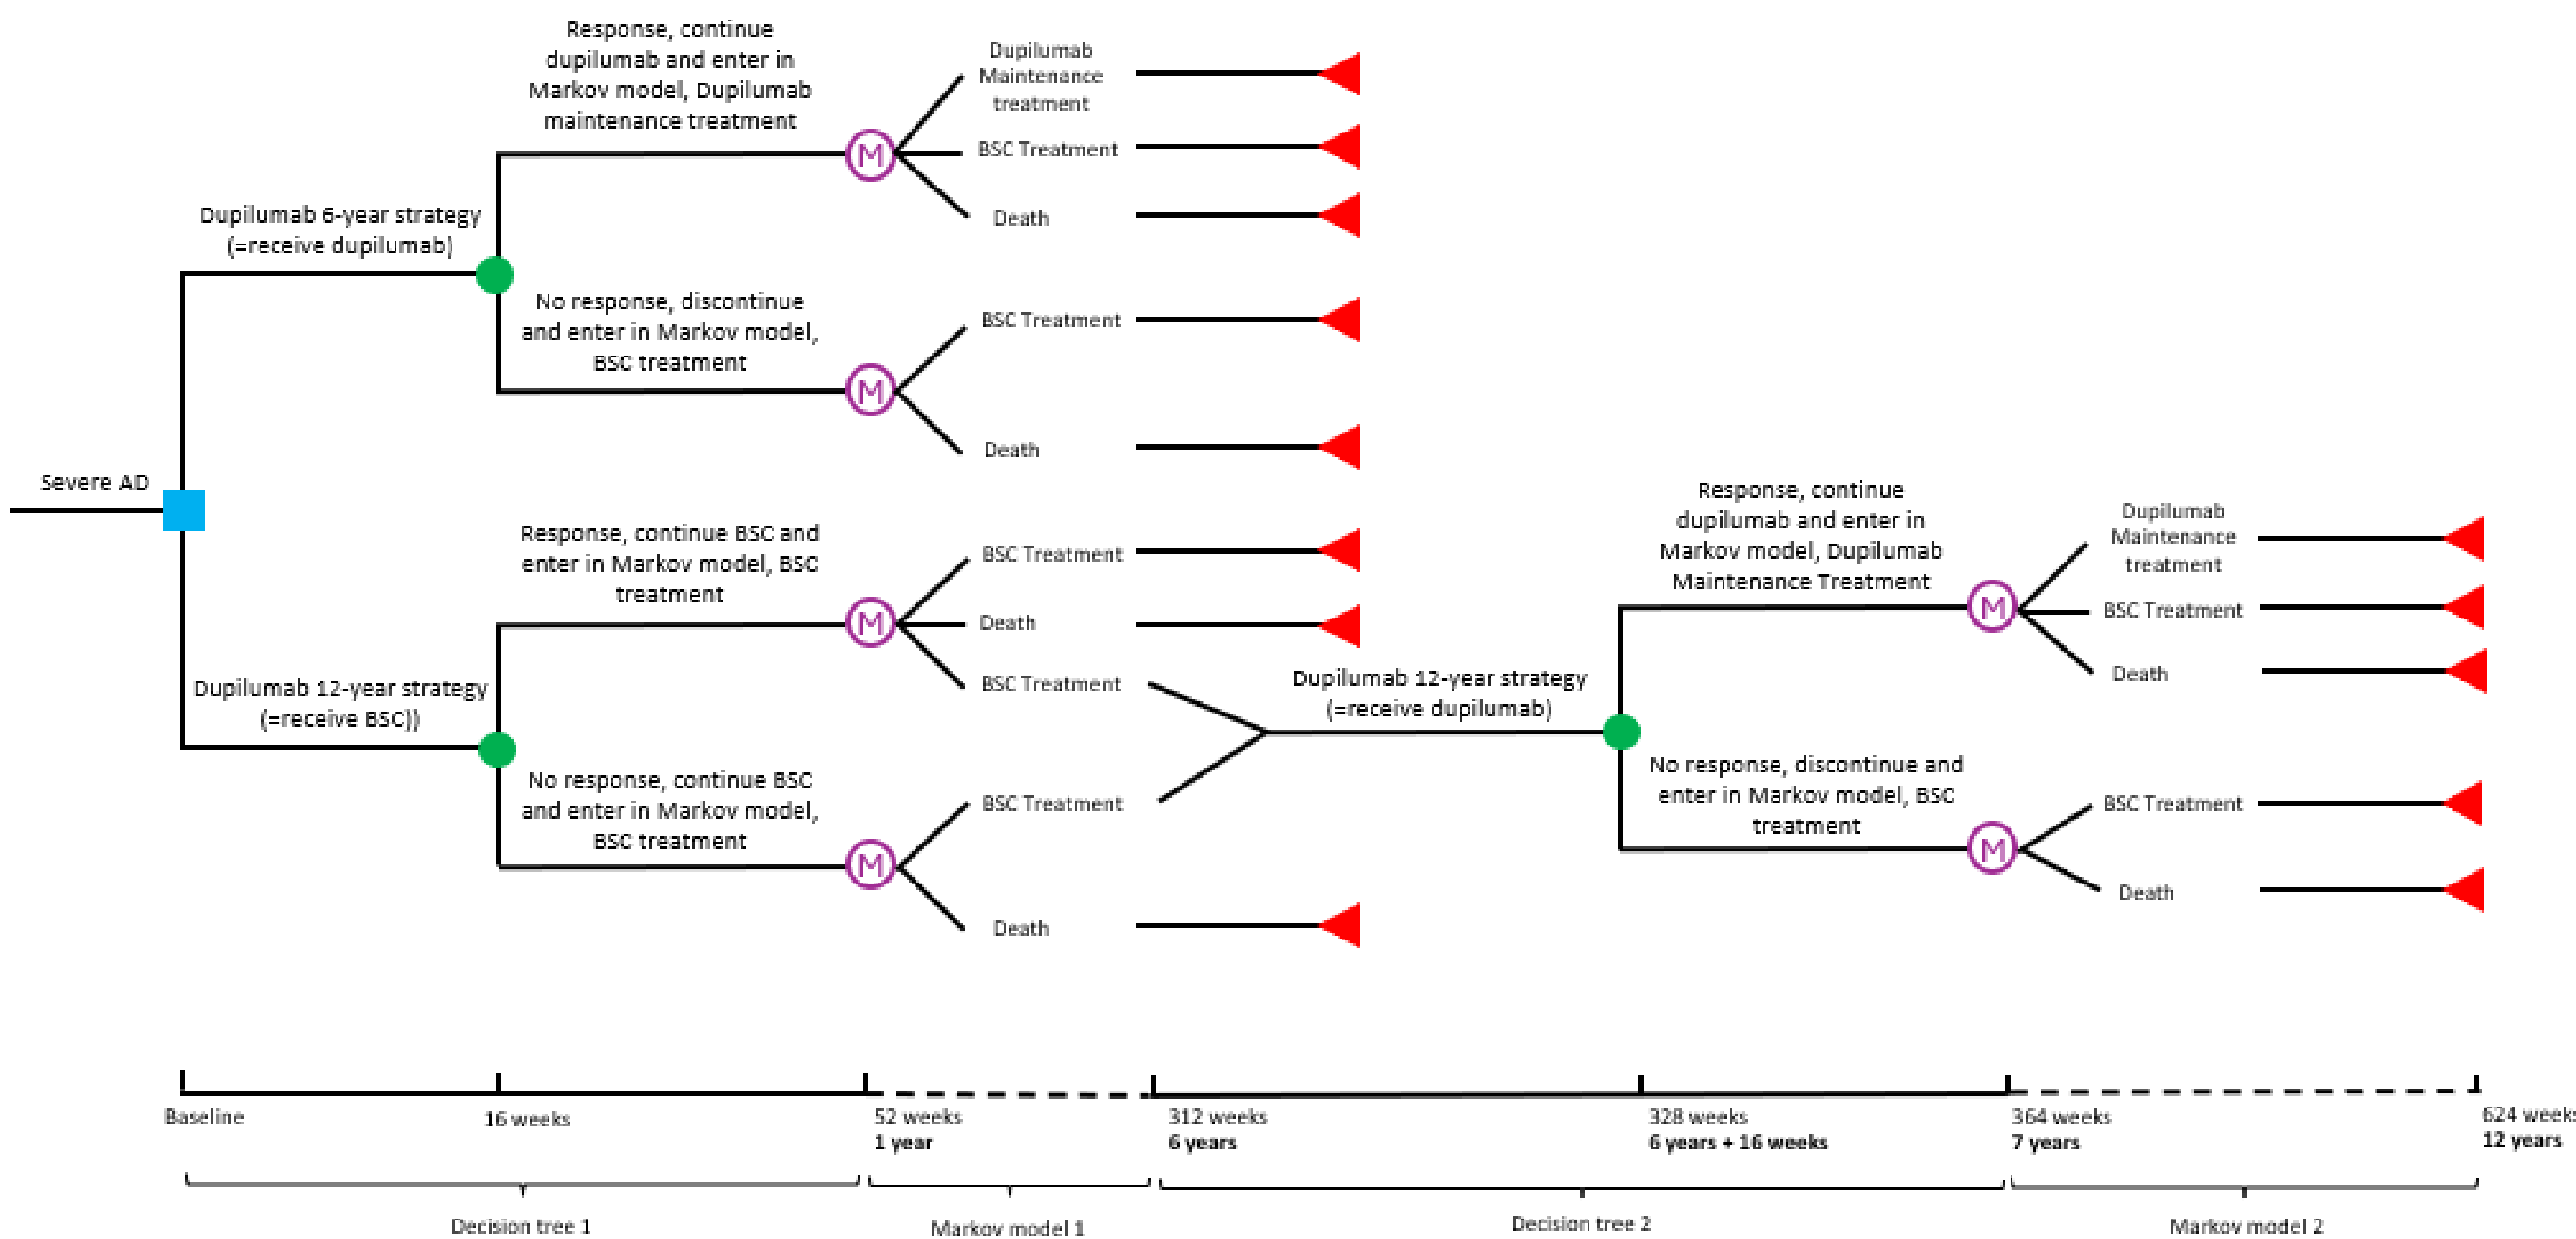 Response, continue
dupilumab and enter in
Markov model, Dupilumab
maintenance treatment
Dupilumab
Maintenance
treatment
M
BSC Treatment
Death
Dupilumab 6-year strategy
(=receive dupilumab)
No response, discontinue
and enter in Markov model,
BSC treatment
BSC Treatment
M
Death
Severe AD
Response, continue BSC and
enter in Markov model, BSC
treatment
BSC Treatment
M
Death
BSC Treatment
Dupilumab 12-year strategy
(=receive BSC))
No response, continue BSC
and enter in Markov model,
BSC treatment
BSC Treatment
M
Death
Dupilumab 12-year strategy
(=receive dupilumab)
Response, continue
dupilumab and enter in
Markov model, Dupilumab
Maintenance Treatment
Dupilumab
Maintenance
treatment
M
BSC Treatment
Death
No response, discontinue and
enter in Markov model, BSC
treatment
BSC Treatment
M
Death
Baseline
16 weeks
52 weeks
1 year
312 weeks
6 years
328 weeks
6 years + 16 weeks
364 weeks
7 years
624 weeks
12 years
Decision tree 1
Markov model 1
Decision tree 2
Markov model 2